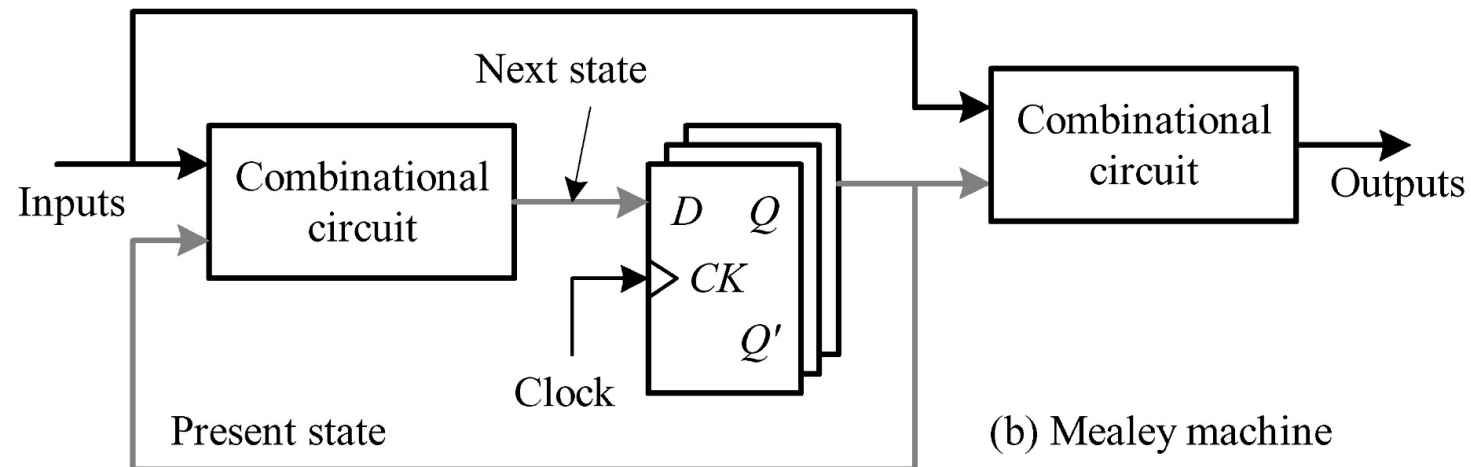 Next state
Combinational
circuit
Inputs
Combinational
circuit
Outputs
D Q
CK
Q′
Clock
Present state
(b) Mealey machine